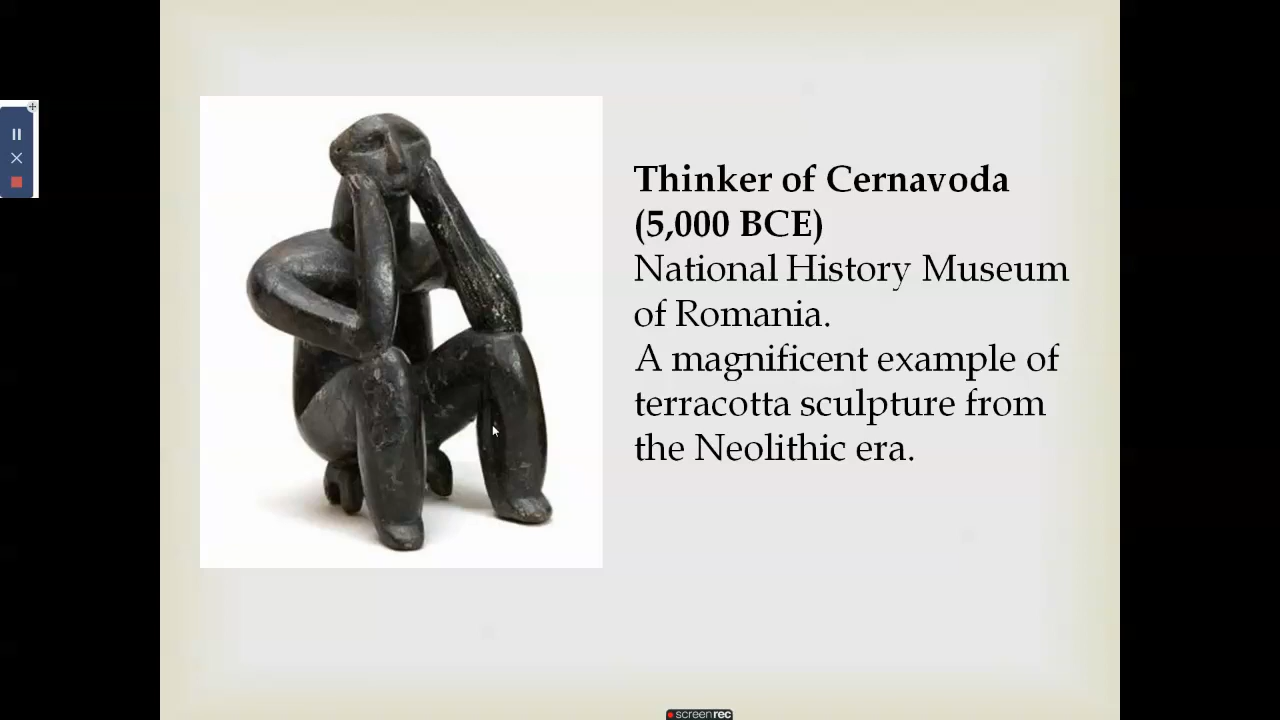 Thinker of Cernavoda
(5,000 BCE)
National History Museum
of Romania.
A magnificent example of
terracotta sculpture from
the Neolithic era.
screenrec